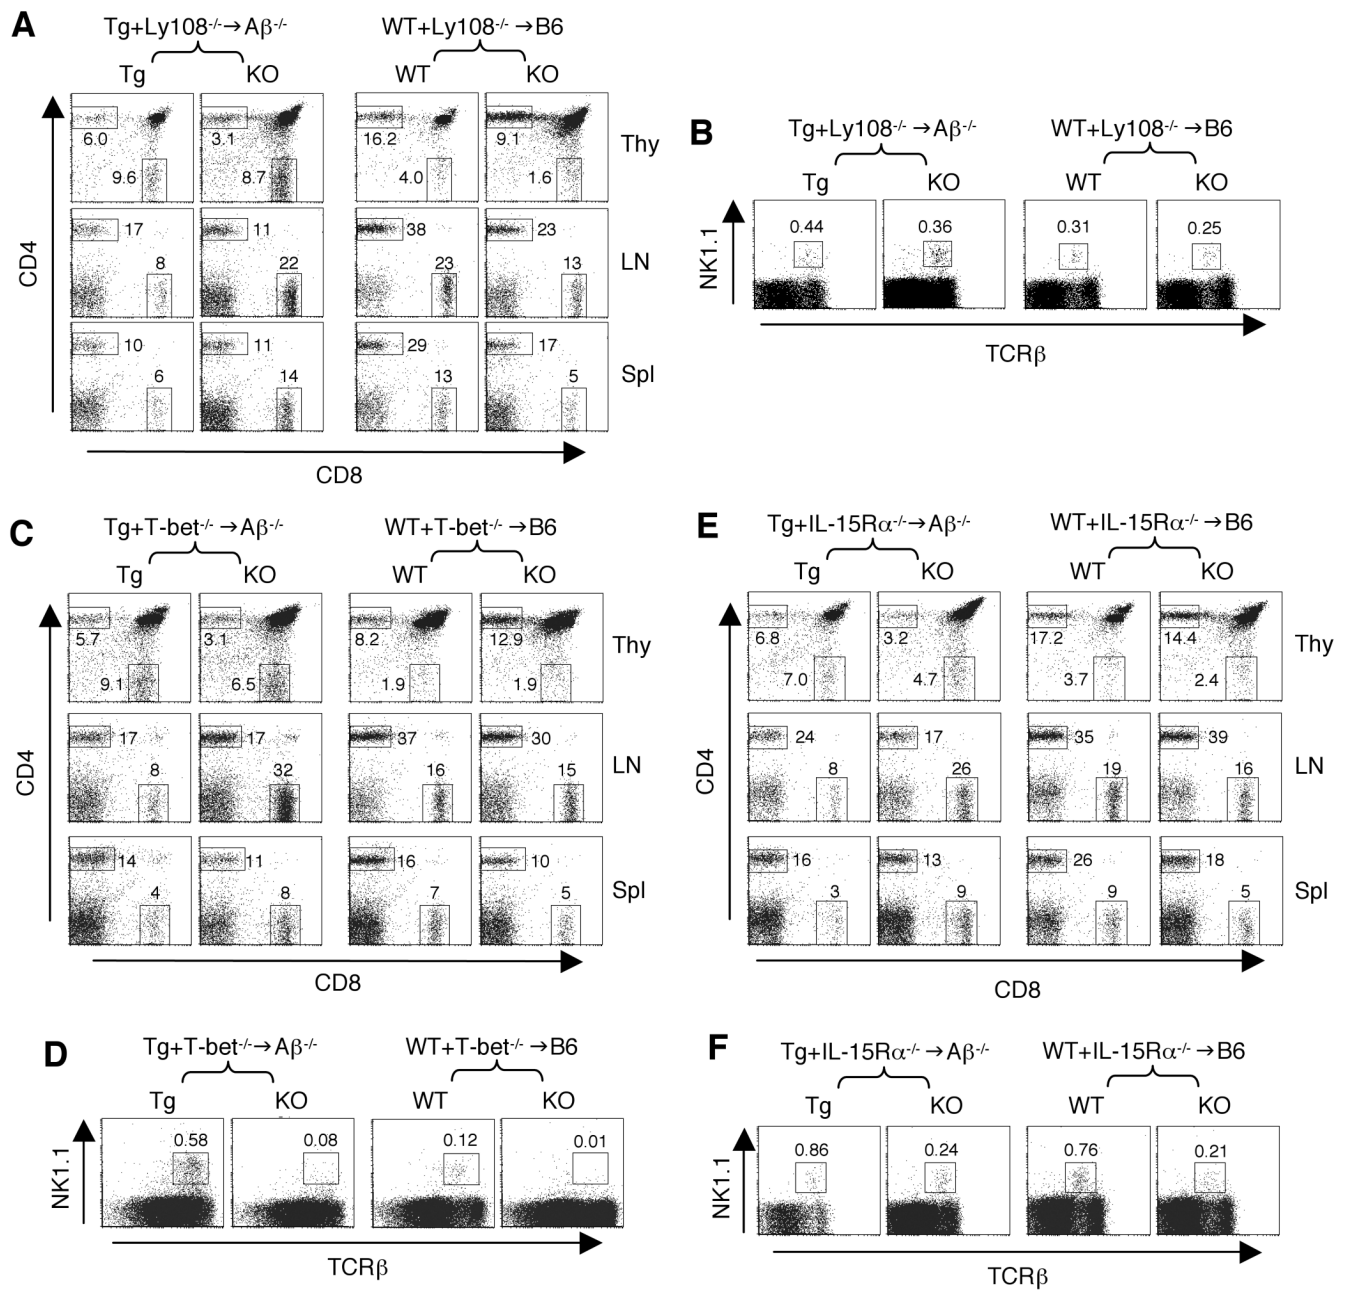 A
Tg+Ly108-/-→Aβ-/- WT+Ly108-/-→B6
Tg KO WT KO
6.0 3.1 16.2 9.1 Thy
9.6 8.7 4.0 1.6
17 11 38 23 LN
8 22 23 13
10 11 29 17 Spl
6 14 13 5
CD4
CD8
B
Tg+Ly108-/-→Aβ-/- WT+Ly108-/-→B6
Tg KO WT KO
0.44 0.36 0.31 0.25
NK1.1
TCRβ
C
Tg+T-bet-/-→Aβ-/- WT+T-bet-/-→B6
Tg KO WT KO
5.7 3.1 8.2 12.9 Thy
9.1 6.5 1.9 1.9
17 17 37 30 LN
8 32 16 15
14 11 16 10 Spl
4 8 7 5
CD4
CD8
E
Tg+IL-15Rα-/-→Aβ-/- WT+IL-15Rα-/-→B6
Tg KO WT KO
6.8 3.2 17.2 14.4 Thy
7.0 4.7 3.7 2.4
24 17 35 39 LN
8 26 19 16
16 13 26 18 Spl
3 9 9 5
CD4
CD8
D
Tg+T-bet-/-→Aβ-/- WT+T-bet-/-→B6
Tg KO WT KO
0.58 0.08 0.12 0.01
NK1.1
TCRβ
F
Tg+IL-15Rα-/-→Aβ-/- WT+IL-15Rα-/-→B6
Tg KO WT KO
0.86 0.24 0.76 0.21
NK1.1
TCRβ